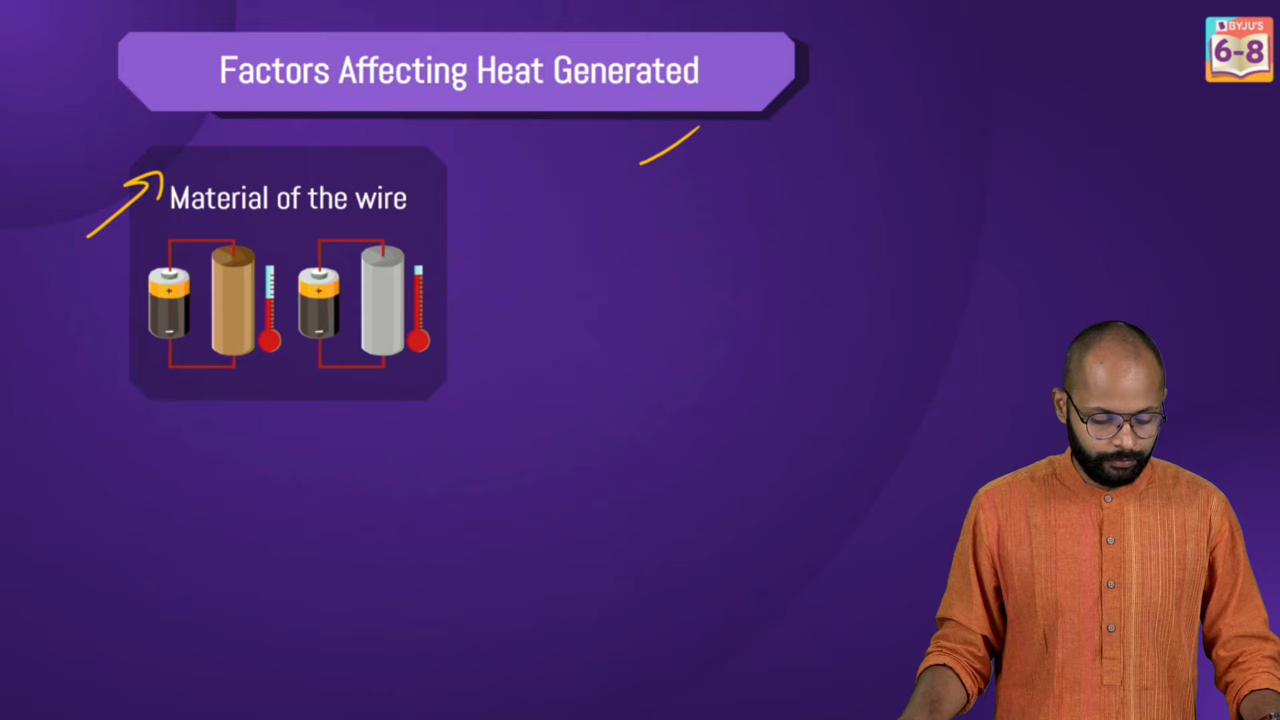 BYJU'S
6-8
Factors Affecting Heat Generated
Material of the wire
+
+
-
-